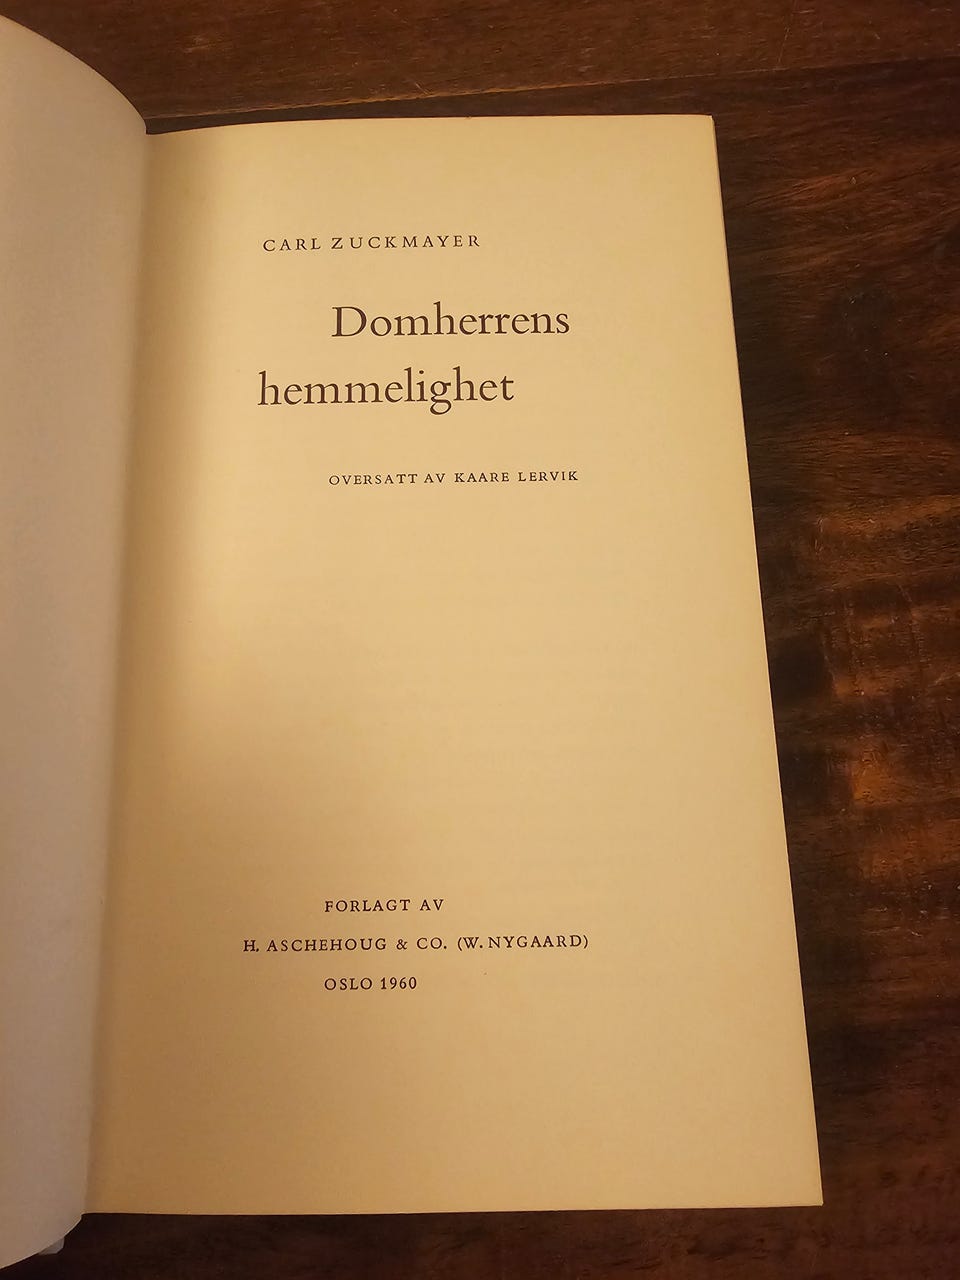 CARL ZUCKMAYER
Domherrens
hemmelighet
OVERSATT AV KAARE LERVIK
FORLAGT AV
H. ASCHEHOUG & CO. (W. NYGAARD)
OSLO 1960